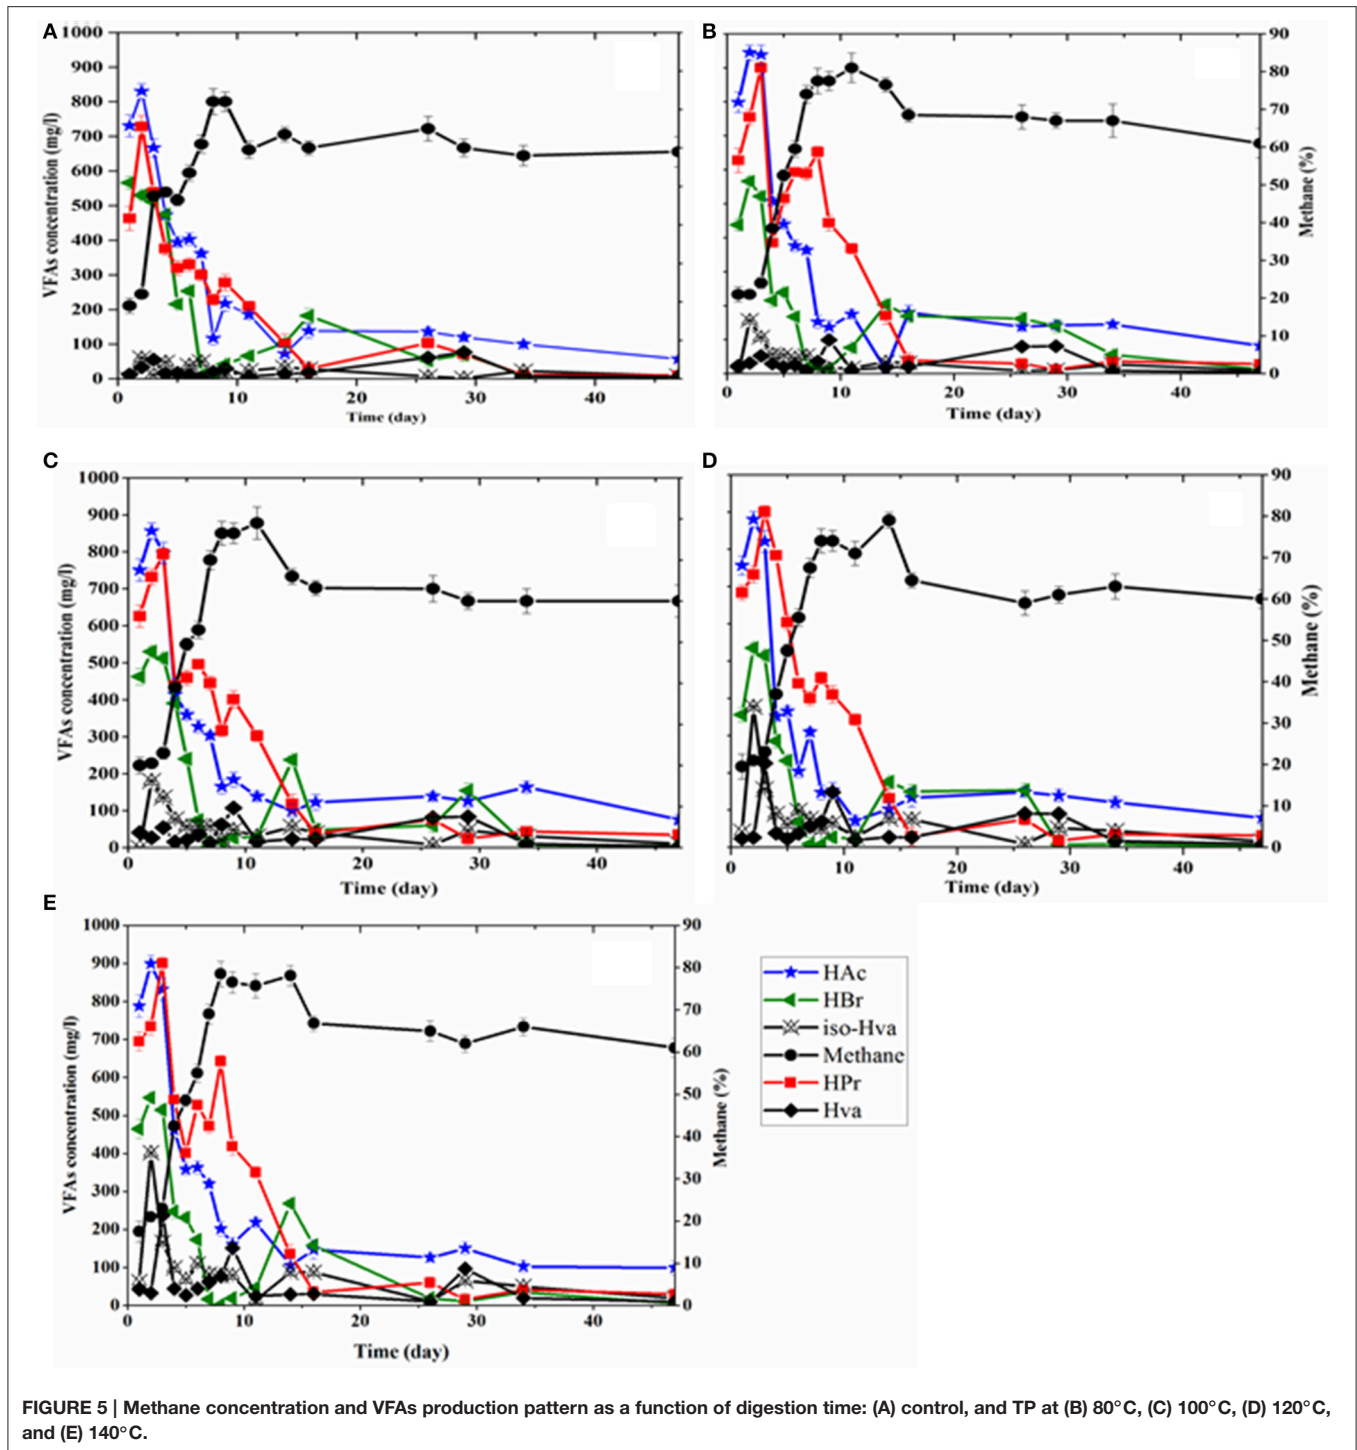 A
1000
900
800
700
600
500
400
300
200
100
0
VFAs concentration (mg/l)
0 10 20 30 40
Time (day)
B
90
80
70
60
50
40
30
20
10
0
Methane (%)
0 10 20 30 40
Time (day)
C
1000
900
800
700
600
500
400
300
200
100
0
VFAs concentration (mg/l)
0 10 20 30 40
Time (day)
D
90
80
70
60
50
40
30
20
10
0
Methane (%)
0 10 20 30 40
Time (day)
E
1000
900
800
700
600
500
400
300
200
100
0
VFAs concentration (mg/l)
90
80
70
60
50
40
30
20
10
0
Methane (%)
0 10 20 30 40
Time (day)
HAc
HBr
iso-Hva
Methane
HPr
Hva
FIGURE 5 | Methane concentration and VFAs production pattern as a function of digestion time: (A) control, and TP at (B) 80°C, (C) 100°C, (D) 120°C,
and (E) 140°C.